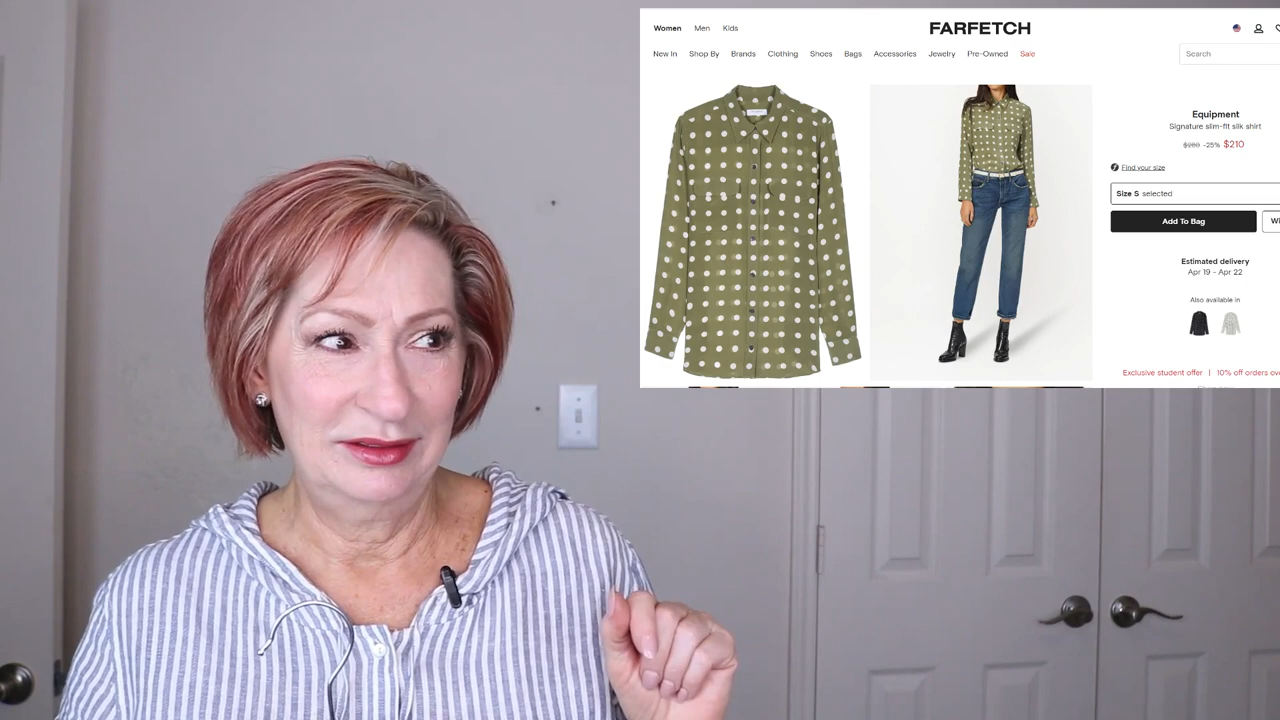 Women Men Kids
FARFETCH
New In Shop By Brands Clothing Shoes Bags Accessories Jewelry Pre-Owned Sale
Search
Equipment
Signature slim-fit silk shirt
$280 -25% $210
Find your size
Size S selected
Add To Bag
Wi
Estimated delivery
Apr 19 - Apr 22
Also available in
Exclusive student offer | 10% off orders ov